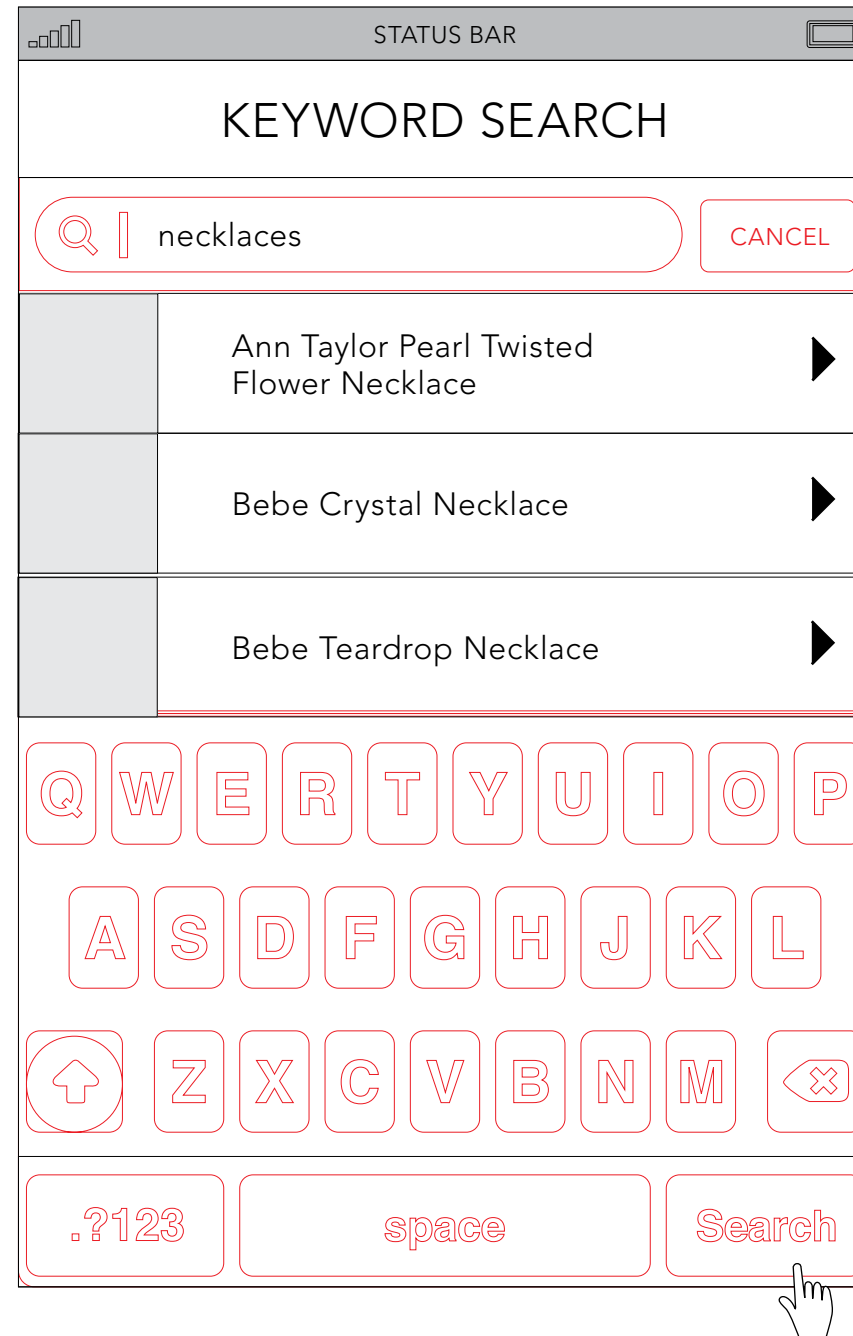 STATUS BAR
KEYWORD SEARCH
necklaces
CANCEL
Ann Taylor Pearl Twisted
Flower Necklace
Bebe Crystal Necklace
Bebe Teardrop Necklace
Q W E R T Y U I O P
A S D F G H J K L
Z X C V B N M
.?123 space Search